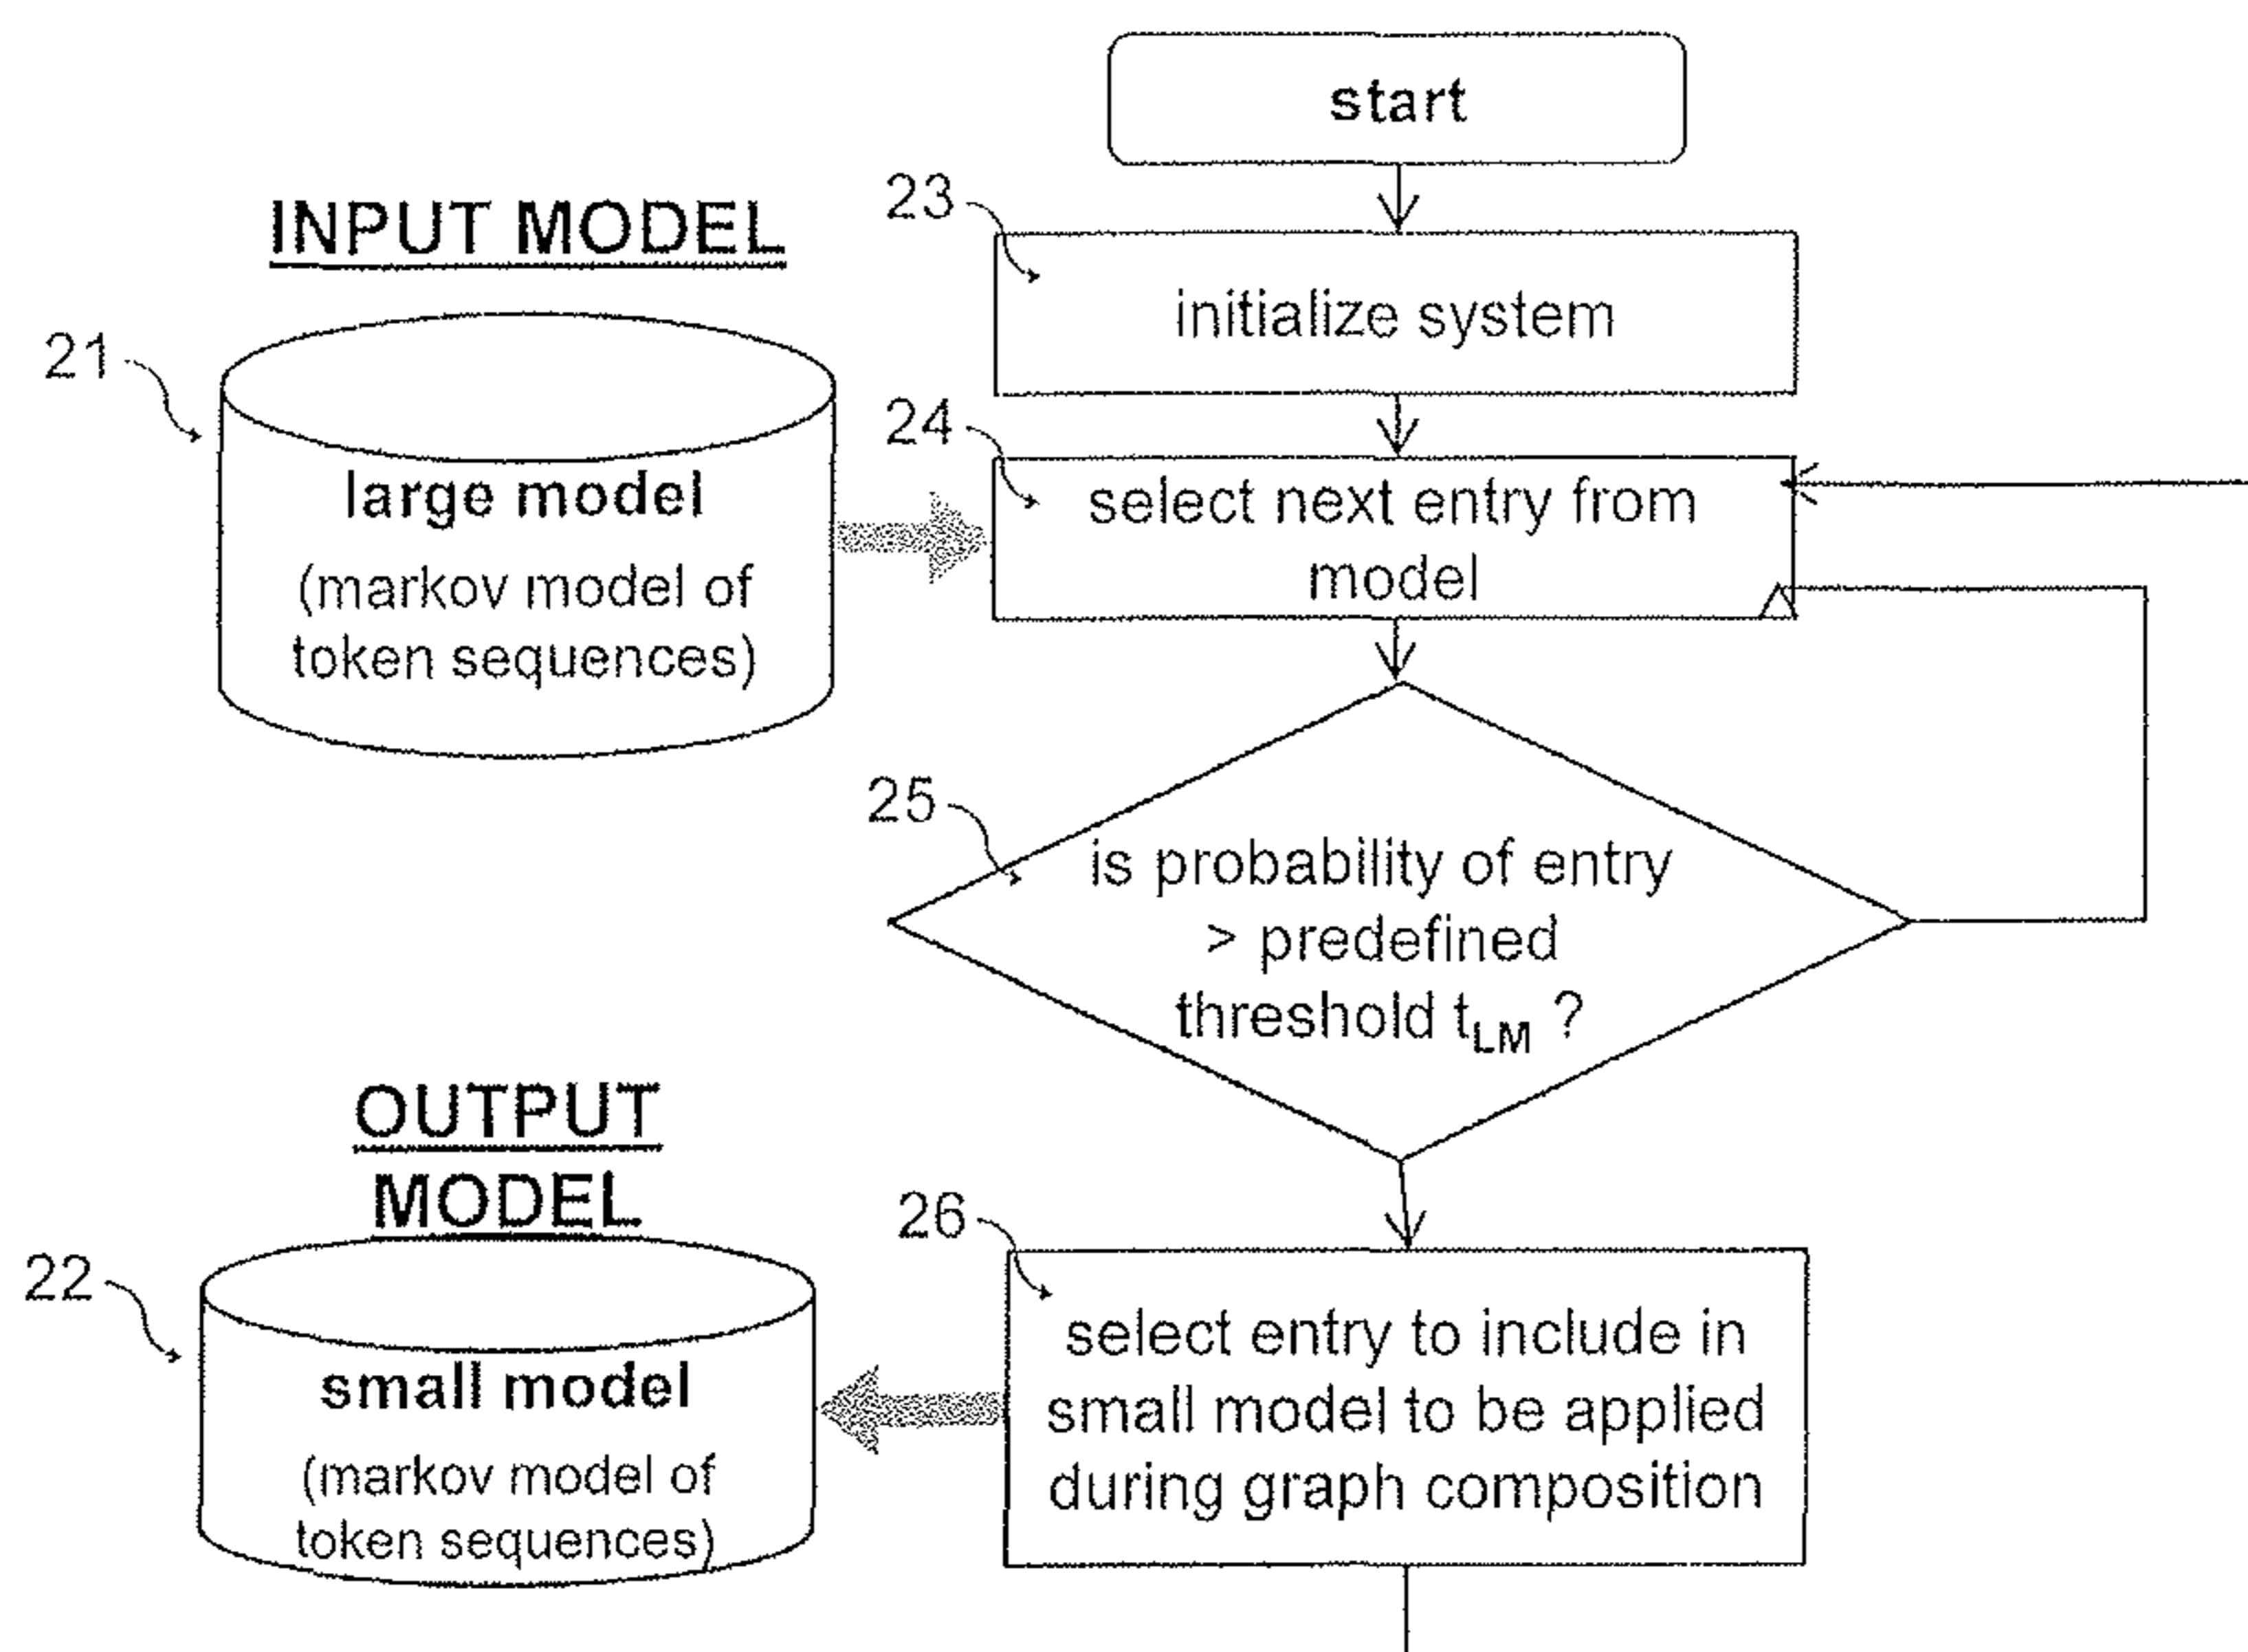 start
23
initialize system
INPUT MODEL
21
large model
(markov model of
token sequences)
24
select next entry from
model
25
is probability of entry
> predefined
threshold tLM ?
OUTPUT
MODEL
22
small model
(markov model of
token sequences)
26
select entry to include in
small model to be applied
during graph composition